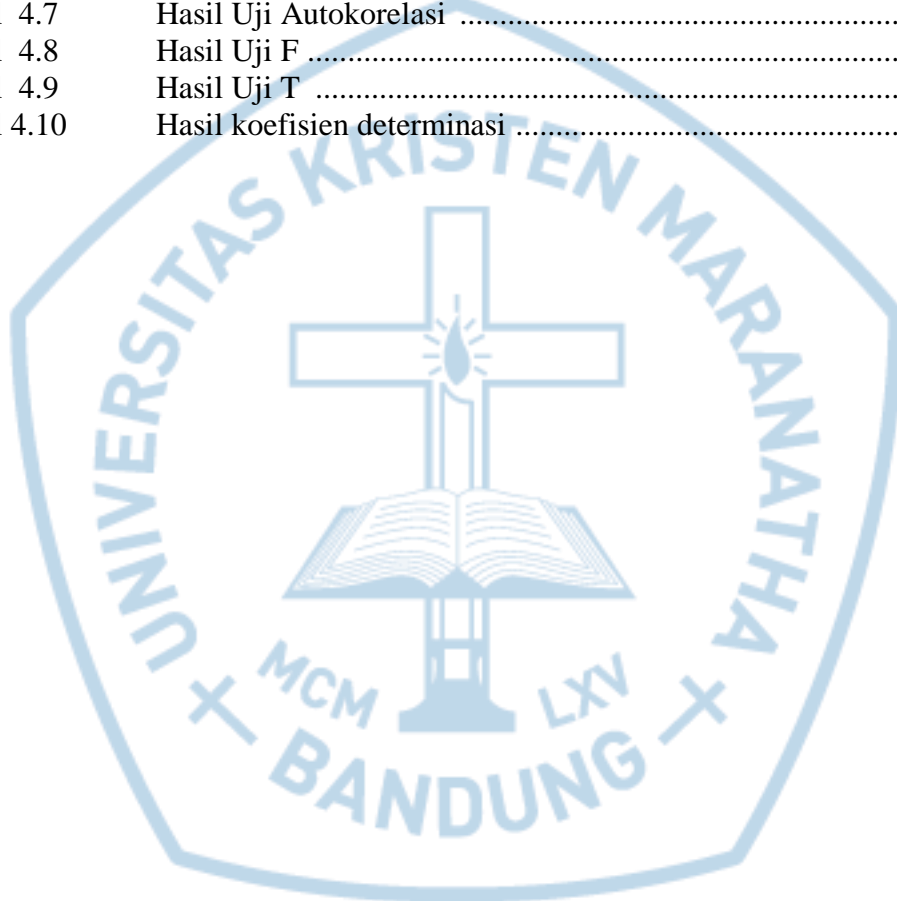 4.7 Hasil Uji Autokorelasi ..........................................................
4.8 Hasil Uji F ................................................................................
4.9 Hasil Uji T ...............................................................................
4.10 Hasil koefisien determinasi ...................................................
UNIVERSITAS KRISTEN MARANATHA
MCM LXV
BANDUNG